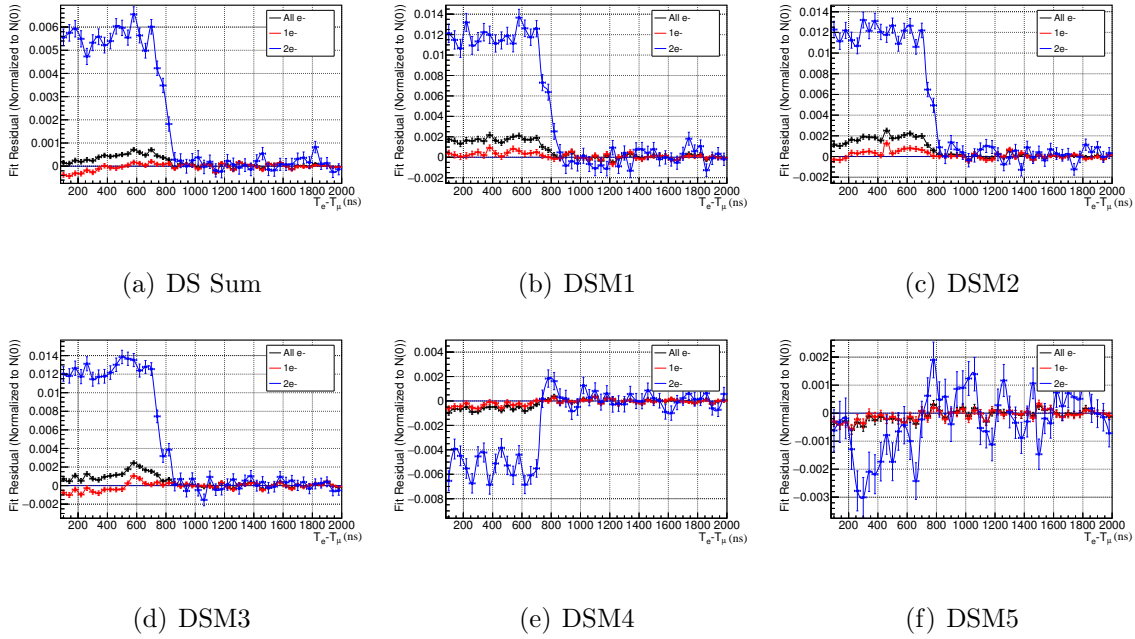 Fit Residual (Normalized to N(0))
0.006
0.005
0.004
0.003
0.002
0.001
0
All e-
1e-
2e-
200 400 600 800 1000 1200 1400 1600 1800 2000
T_e-T_μ (ns)
(a) DS Sum
Fit Residual (Normalized to N(0))
0.014
0.012
0.01
0.008
0.006
0.004
0.002
0
−0.002
All e-
1e-
2e-
200 400 600 800 1000 1200 1400 1600 1800 2000
T_e-T_μ (ns)
(b) DSM1
Fit Residual (Normalized to N(0))
0.014
0.012
0.01
0.008
0.006
0.004
0.002
0
−0.002
All e-
1e-
2e-
200 400 600 800 1000 1200 1400 1600 1800 2000
T_e-T_μ (ns)
(c) DSM2
Fit Residual (Normalized to N(0))
0.014
0.012
0.01
0.008
0.006
0.004
0.002
0
−0.002
All e-
1e-
2e-
200 400 600 800 1000 1200 1400 1600 1800 2000
T_e-T_μ (ns)
(d) DSM3
Fit Residual (Normalized to N(0))
0.004
0.002
0
−0.002
−0.004
−0.006
−0.008
All e-
1e-
2e-
200 400 600 800 1000 1200 1400 1600 1800 2000
T_e-T_μ (ns)
(e) DSM4
Fit Residual (Normalized to N(0))
0.002
0.001
0
−0.001
−0.002
−0.003
All e-
1e-
2e-
200 400 600 800 1000 1200 1400 1600 1800 2000
T_e-T_μ (ns)
(f) DSM5